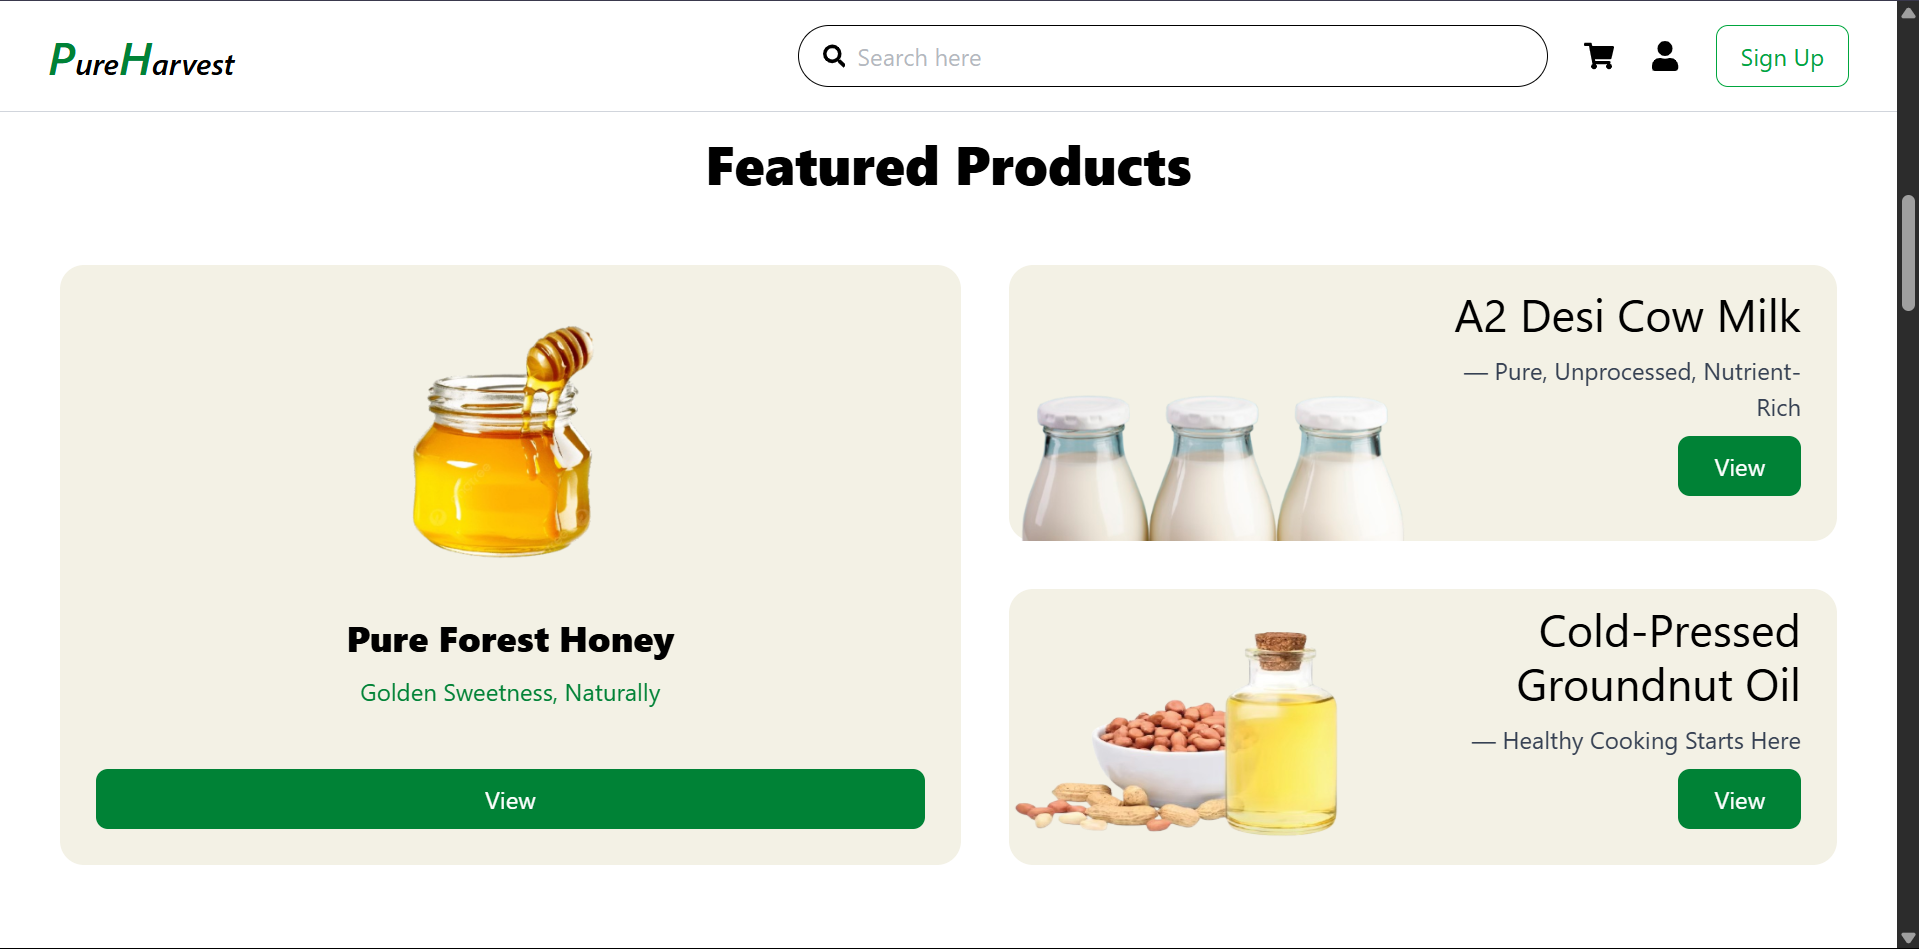 PureHarvest
Search here
Sign Up
Featured Products
Pure Forest Honey
Golden Sweetness, Naturally
View
A2 Desi Cow Milk
— Pure, Unprocessed, Nutrient-
Rich
View
Cold-Pressed
Groundnut Oil
— Healthy Cooking Starts Here
View